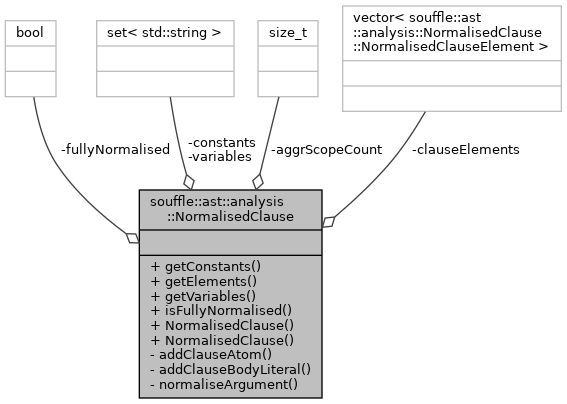 bool
set< std::string >
size_t
vector< souffle::ast
::analysis::NormalisedClause
::NormalisedClauseElement >
-fullyNormalised
-constants
-variables
-aggrScopeCount
-clauseElements
souffle::ast::analysis
::NormalisedClause
+ getConstants()
+ getElements()
+ getVariables()
+ isFullyNormalised()
+ NormalisedClause()
+ NormalisedClause()
- addClauseAtom()
- addClauseBodyLiteral()
- normaliseArgument()